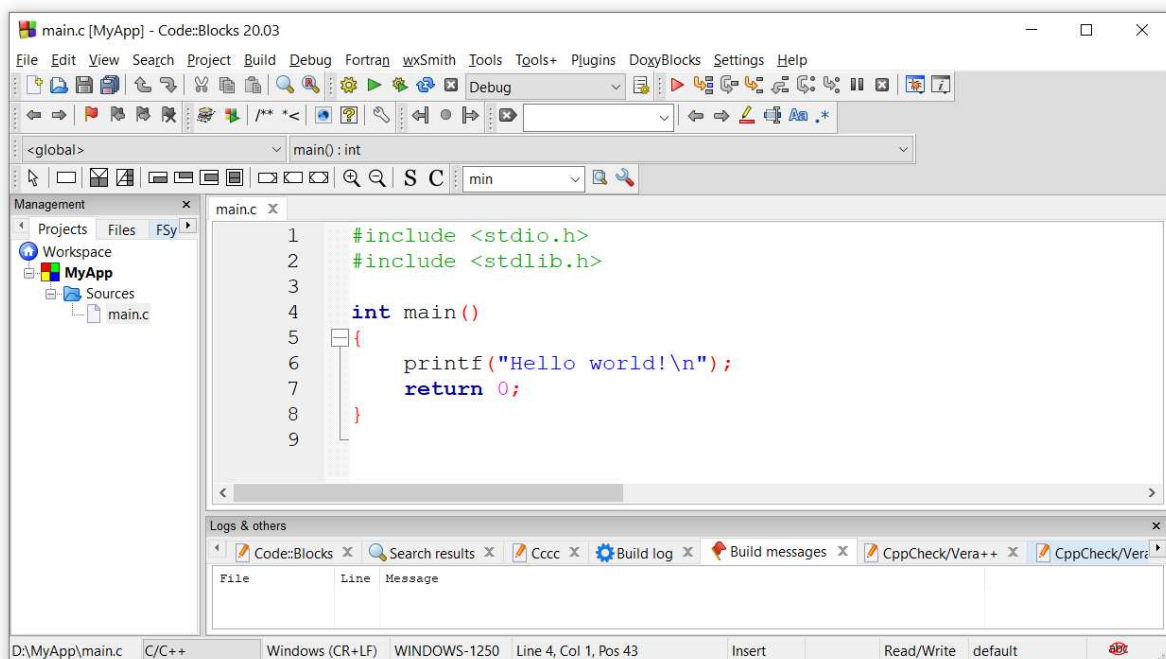 main.c [MyApp] - Code::Blocks 20.03
File Edit View Search Project Build Debug Fortran wxSmith Tools Tools+ Plugins DoxyBlocks Settings Help
Debug
/** *<
Aa .*
<global> main() : int
S C min
Management
Projects Files FSy
Workspace
MyApp
Sources
main.c
main.c
1 #include <stdio.h>
2 #include <stdlib.h>
3
4 int main()
5 {
6 printf("Hello world!\n");
7 return 0;
8 }
9
Logs & others
Code::Blocks Search results Cccc Build log Build messages CppCheck/Vera++ CppCheck/Vera
File Line Message
D:\MyApp\main.c C/C++ Windows (CR+LF) WINDOWS-1250 Line 4, Col 1, Pos 43 Insert Read/Write default abc